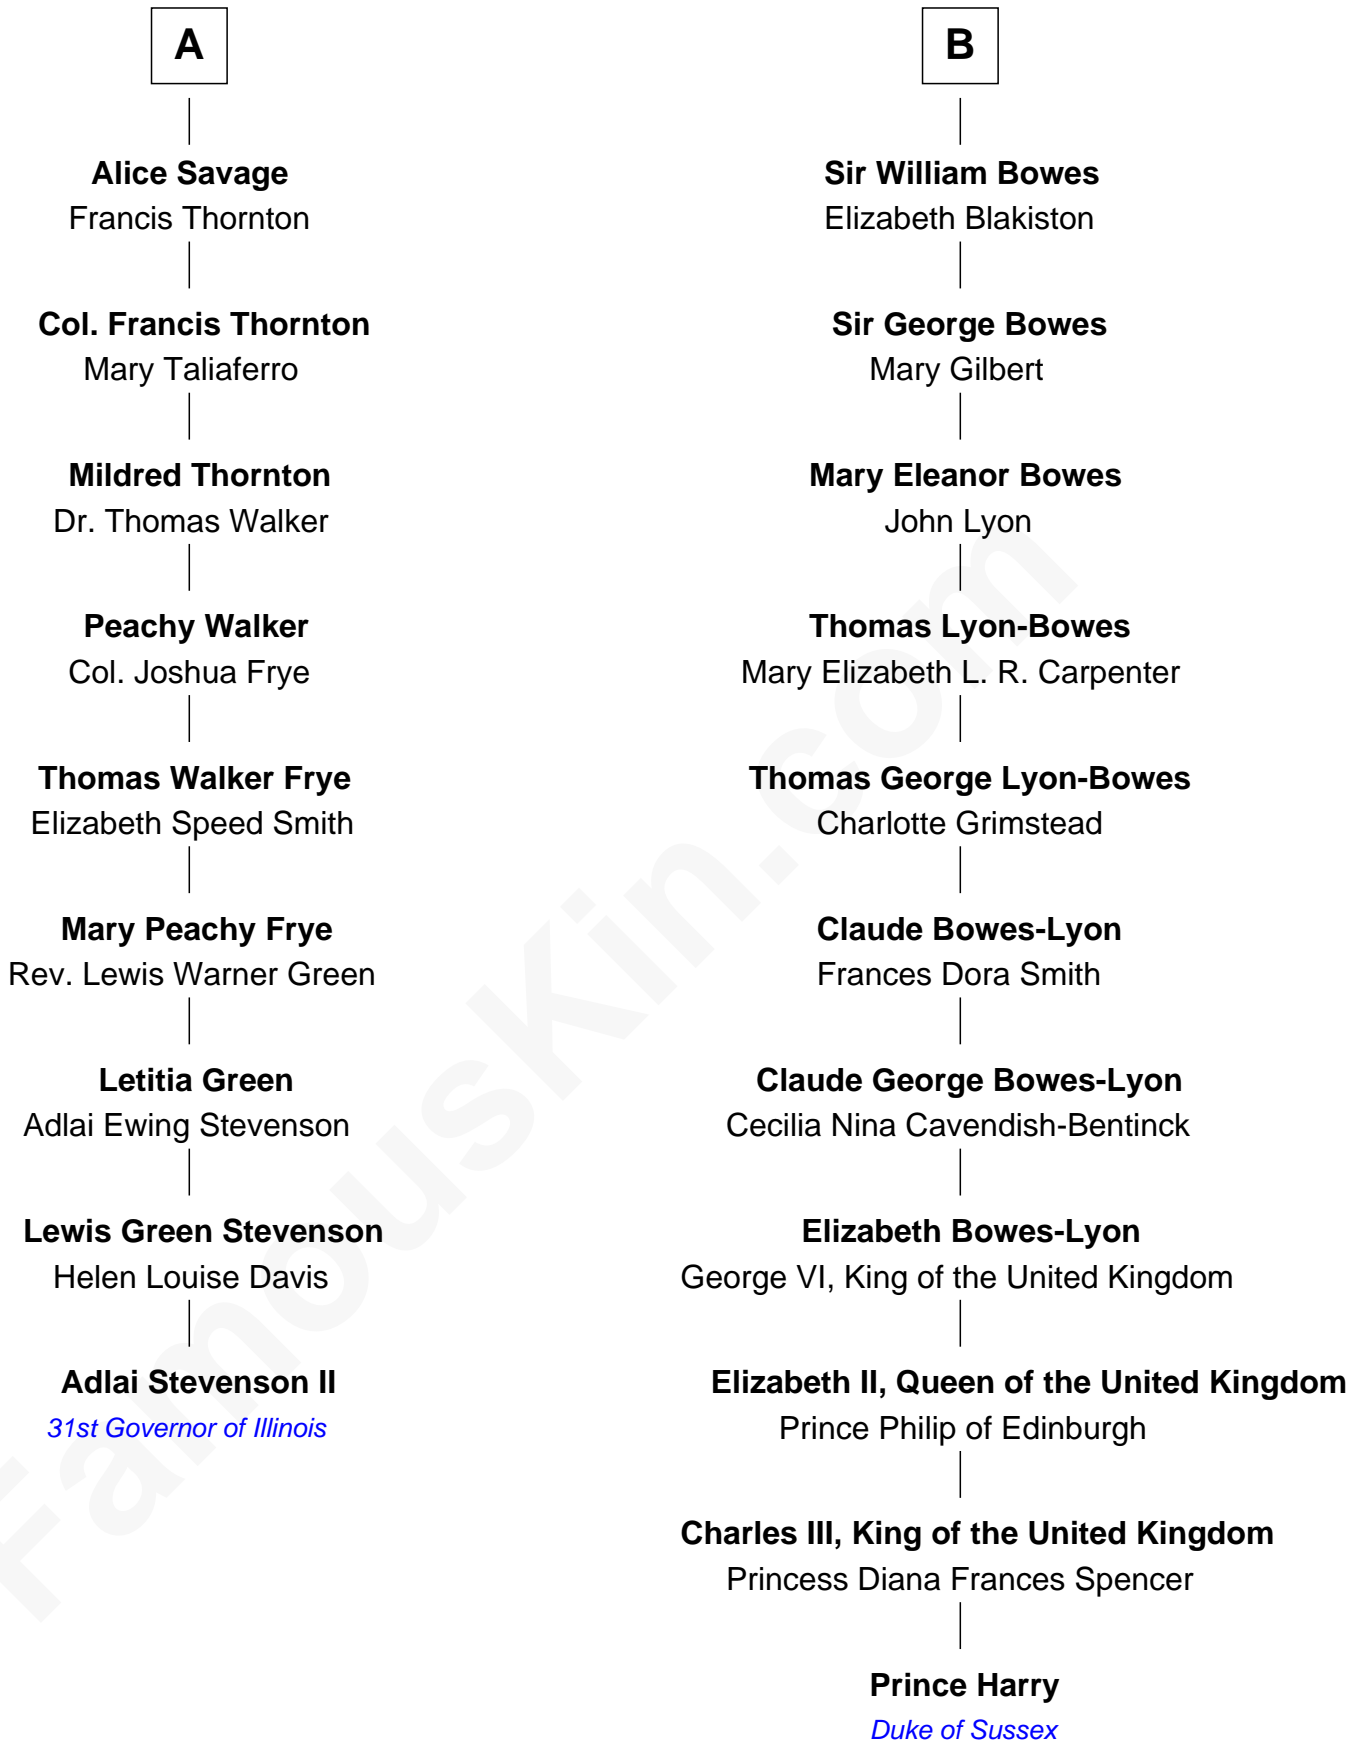 A
Alice Savage
Francis Thornton
Col. Francis Thornton
Mary Taliaferro
Mildred Thornton
Dr. Thomas Walker
Peachy Walker
Col. Joshua Frye
Thomas Walker Frye
Elizabeth Speed Smith
Mary Peachy Frye
Rev. Lewis Warner Green
Letitia Green
Adlai Ewing Stevenson
Lewis Green Stevenson
Helen Louise Davis
Adlai Stevenson II
31st Governor of Illinois
B
Sir William Bowes
Elizabeth Blakiston
Sir George Bowes
Mary Gilbert
Mary Eleanor Bowes
John Lyon
Thomas Lyon-Bowes
Mary Elizabeth L. R. Carpenter
Thomas George Lyon-Bowes
Charlotte Grimstead
Claude Bowes-Lyon
Frances Dora Smith
Claude George Bowes-Lyon
Cecilia Nina Cavendish-Bentinck
Elizabeth Bowes-Lyon
George VI, King of the United Kingdom
Elizabeth II, Queen of the United Kingdom
Prince Philip of Edinburgh
Charles III, King of the United Kingdom
Princess Diana Frances Spencer
Prince Harry
Duke of Sussex
FamousKin.com